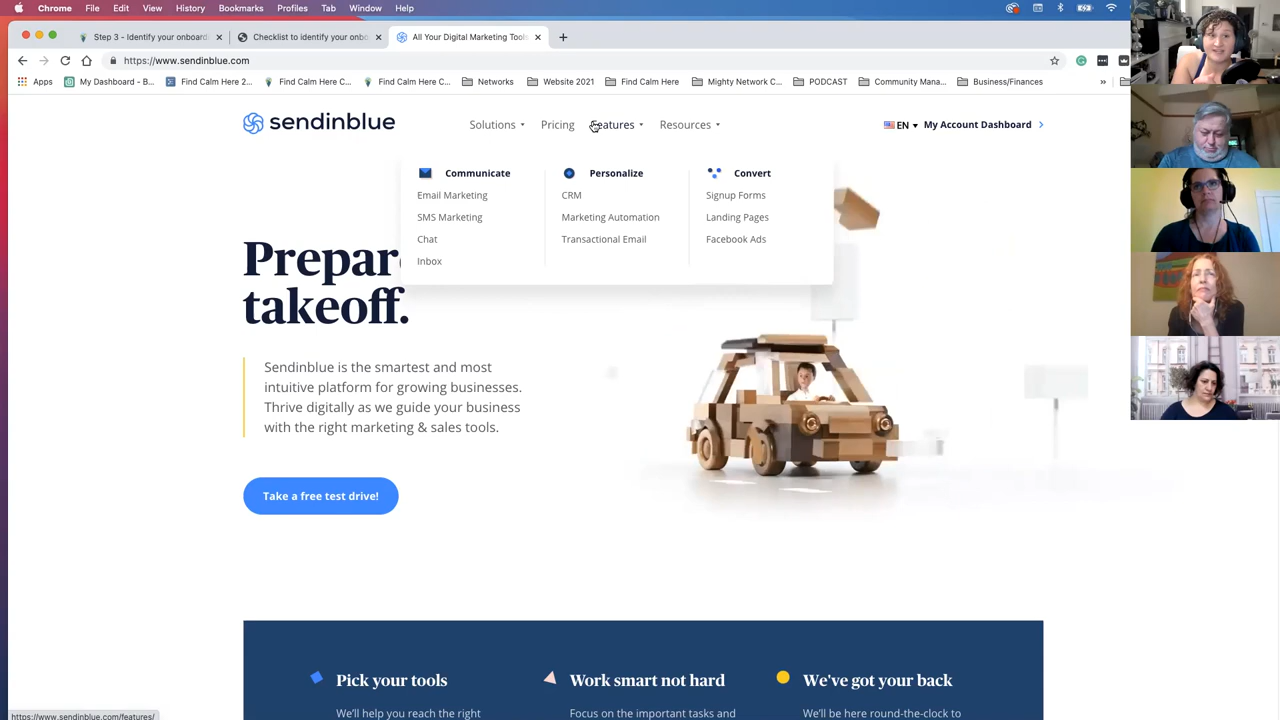 Chrome File Edit View History Bookmarks People Tab Window Help
Step 3 - Identify your onboard
Checklist to identify your onbo
All Your Digital Marketing Tools
https://www.sendinblue.com
Apps
My Dashboard - B...
Find Calm Here 2...
Find Calm Here C...
Find Calm Here C...
Networks
Website 2021
Find Calm Here
Mighty Network C...
PODCAST
Community Mana...
Business/Finances
»
sendinblue
Solutions
Pricing
Features
Resources
EN
My Account Dashboard
Communicate
Email Marketing
SMS Marketing
Chat
Inbox
Personalize
CRM
Marketing Automation
Transactional Email
Convert
Signup Forms
Landing Pages
Facebook Ads
Prepar
takeoff.
Sendinblue is the smartest and most
intuitive platform for growing businesses.
Thrive digitally as we guide your business
with the right marketing & sales tools.
Take a free test drive!
Pick your tools
We'll help you reach the right
Work smart not hard
Focus on the important tasks and
We've got your back
We'll be here round-the-clock to
https://www.sendinblue.com/features/